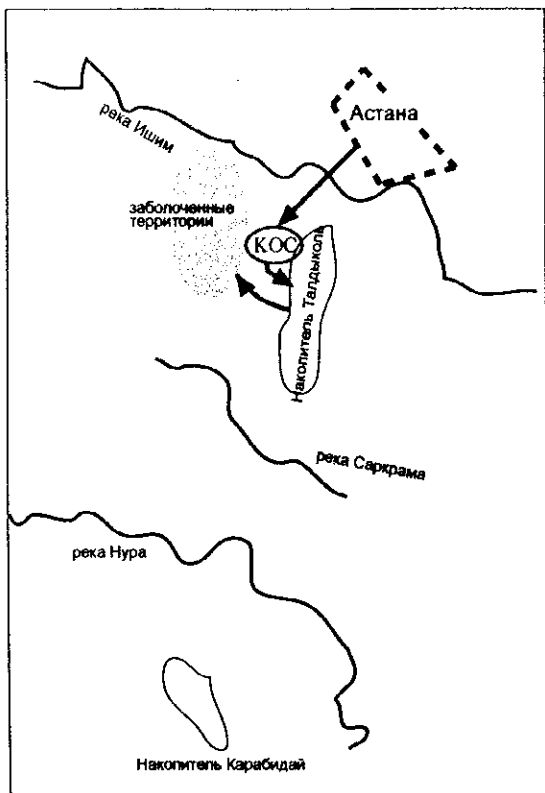 Астана
река Ишим
заболоченные
территории
КОС
Накопитель Талдыколь
река Саркрама
река Нура
Накопитель Карабидай